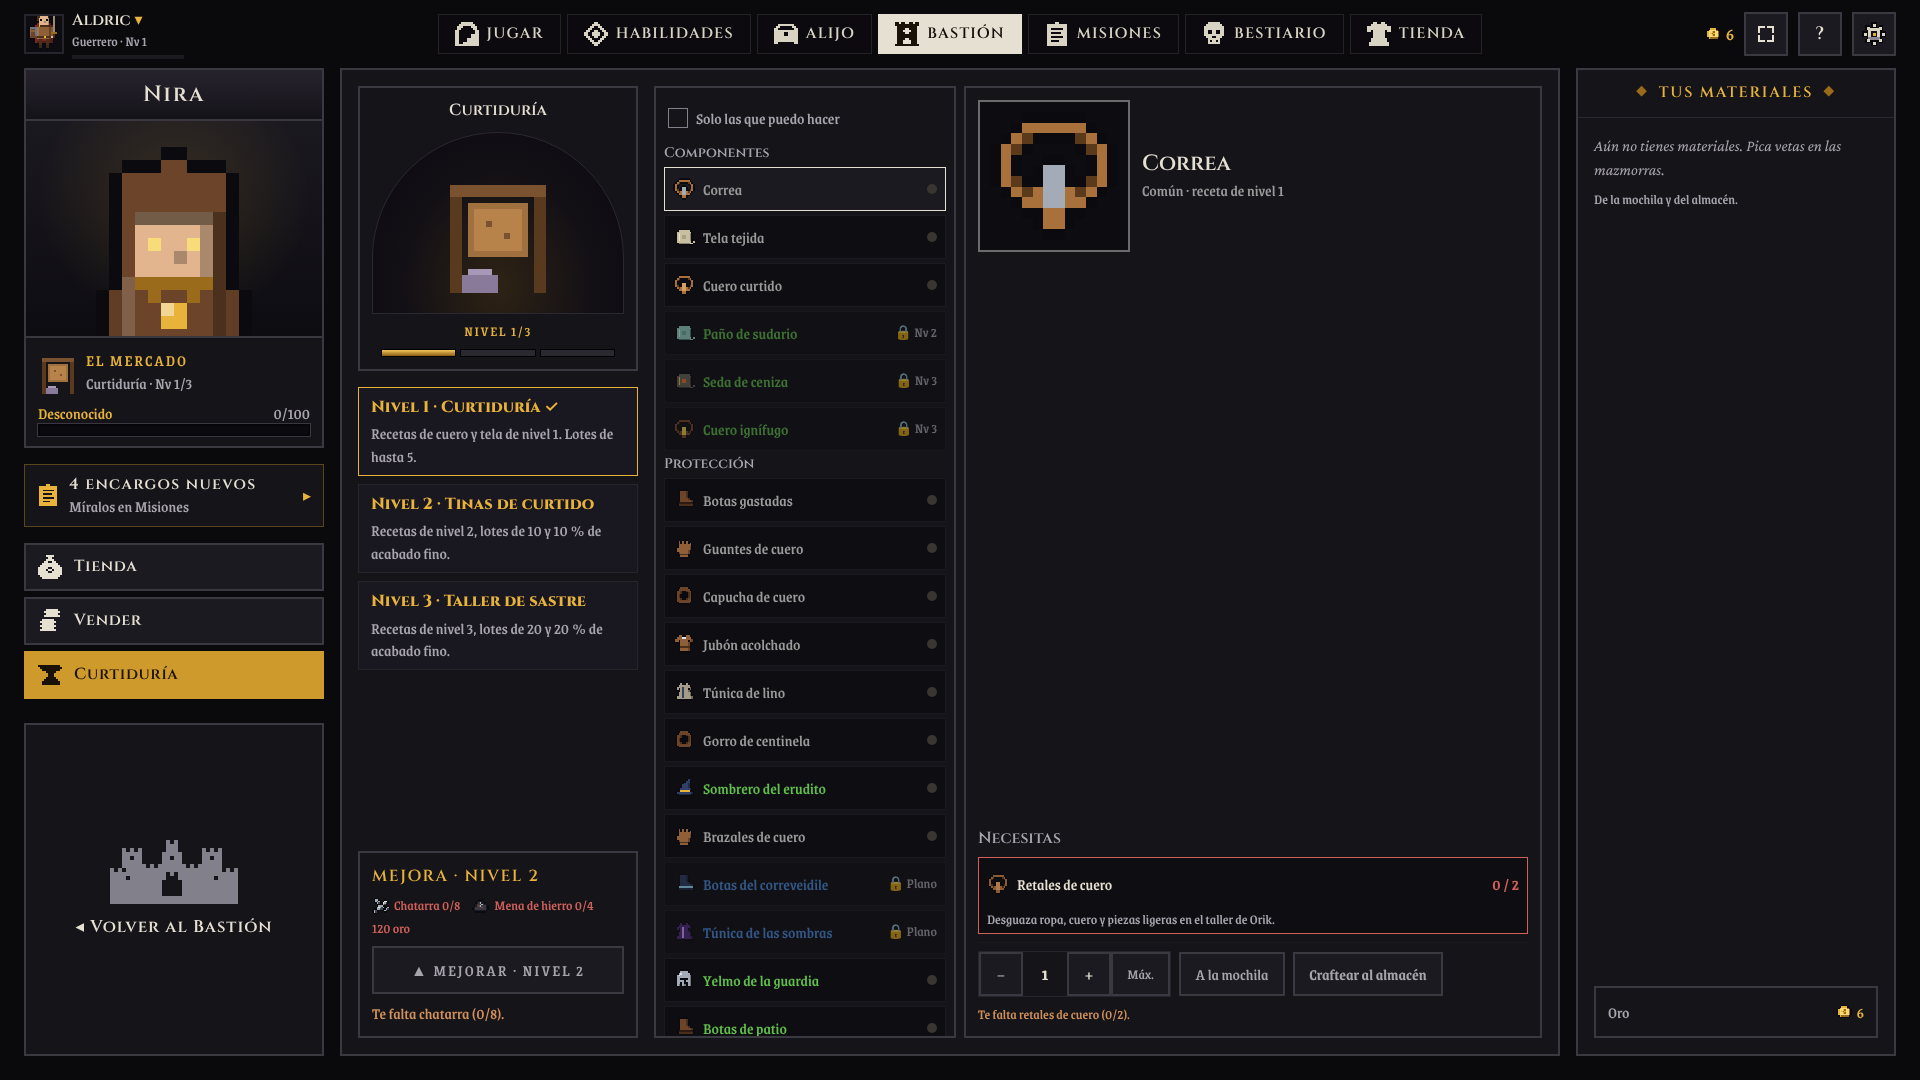 Aldric ▼
Guerrero · Nv 1
Jugar
Habilidades
Alijo
Bastión
Misiones
Bestiario
Tienda
6
?
Nira
El Mercado
Curtiduría · Nv 1/3
Desconocido 0/100
4 encargos nuevos
Míralos en Misiones
▸
Tienda
Vender
Curtiduría
◂ Volver al Bastión
Curtiduría
NIVEL 1/3
Nivel 1 · Curtiduría ✓
Recetas de cuero y tela de nivel 1. Lotes de
hasta 5.
Nivel 2 · Tinas de curtido
Recetas de nivel 2, lotes de 10 y 10 % de
acabado fino.
Nivel 3 · Taller de sastre
Recetas de nivel 3, lotes de 20 y 20 % de
acabado fino.
Mejora · Nivel 2
Chatarra 0/8 Mena de hierro 0/4
120 oro
▲ Mejorar · Nivel 2
Te falta chatarra (0/8).
Solo las que puedo hacer
Componentes
Correa
Tela tejida
Cuero curtido
Paño de sudario Nv 2
Seda de ceniza Nv 3
Cuero ignífugo Nv 3
Protección
Botas gastadas
Guantes de cuero
Capucha de cuero
Jubón acolchado
Túnica de lino
Gorro de centinela
Sombrero del erudito
Brazales de cuero
Botas del correveidile Plano
Túnica de las sombras Plano
Yelmo de la guardia
Botas de patio
Correa
Común · receta de nivel 1
Necesitas
Retales de cuero 0 / 2
Desguaza ropa, cuero y piezas ligeras en el taller de Orik.
− 1 + Máx. A la mochila Craftear al almacén
Te falta retales de cuero (0/2).
◆ Tus materiales ◆
Aún no tienes materiales. Pica vetas en las
mazmorras.
De la mochila y del almacén.
Oro 6